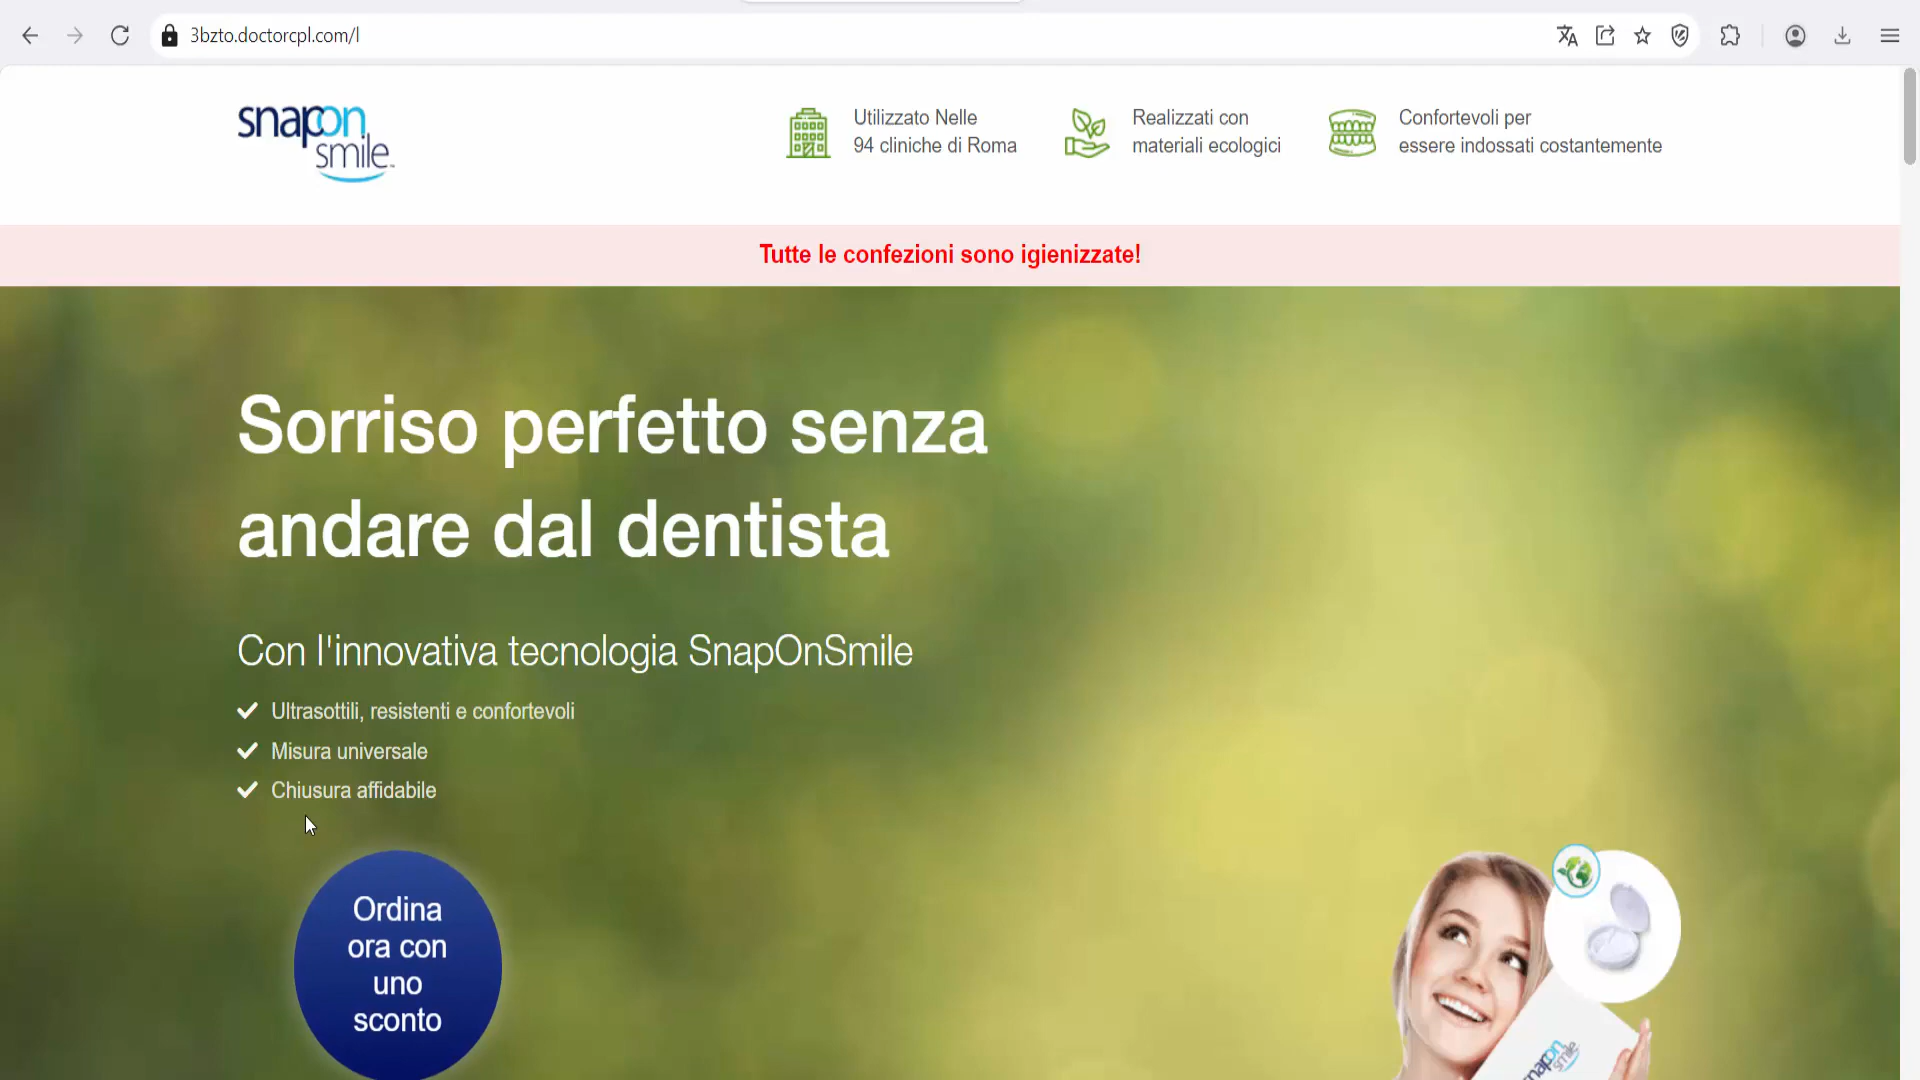 3bzto.doctorcpl.com/l
snapon
smile
Utilizzato Nelle
94 cliniche di Roma
Realizzati con
materiali ecologici
Confortevoli per
essere indossati costantemente
Tutte le confezioni sono igienizzate!
Sorriso perfetto senza
andare dal dentista
Con l'innovativa tecnologia SnapOnSmile
Ultrasottili, resistenti e confortevoli
Misura universale
Chiusura affidabile
Ordina
ora con
uno
sconto
snapon
smile